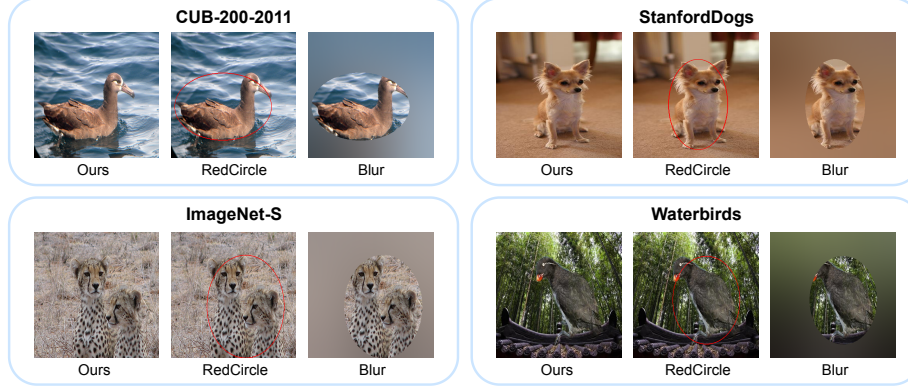 CUB-200-2011
Ours RedCircle Blur
StanfordDogs
Ours RedCircle Blur
ImageNet-S
Ours RedCircle Blur
Waterbirds
Ours RedCircle Blur